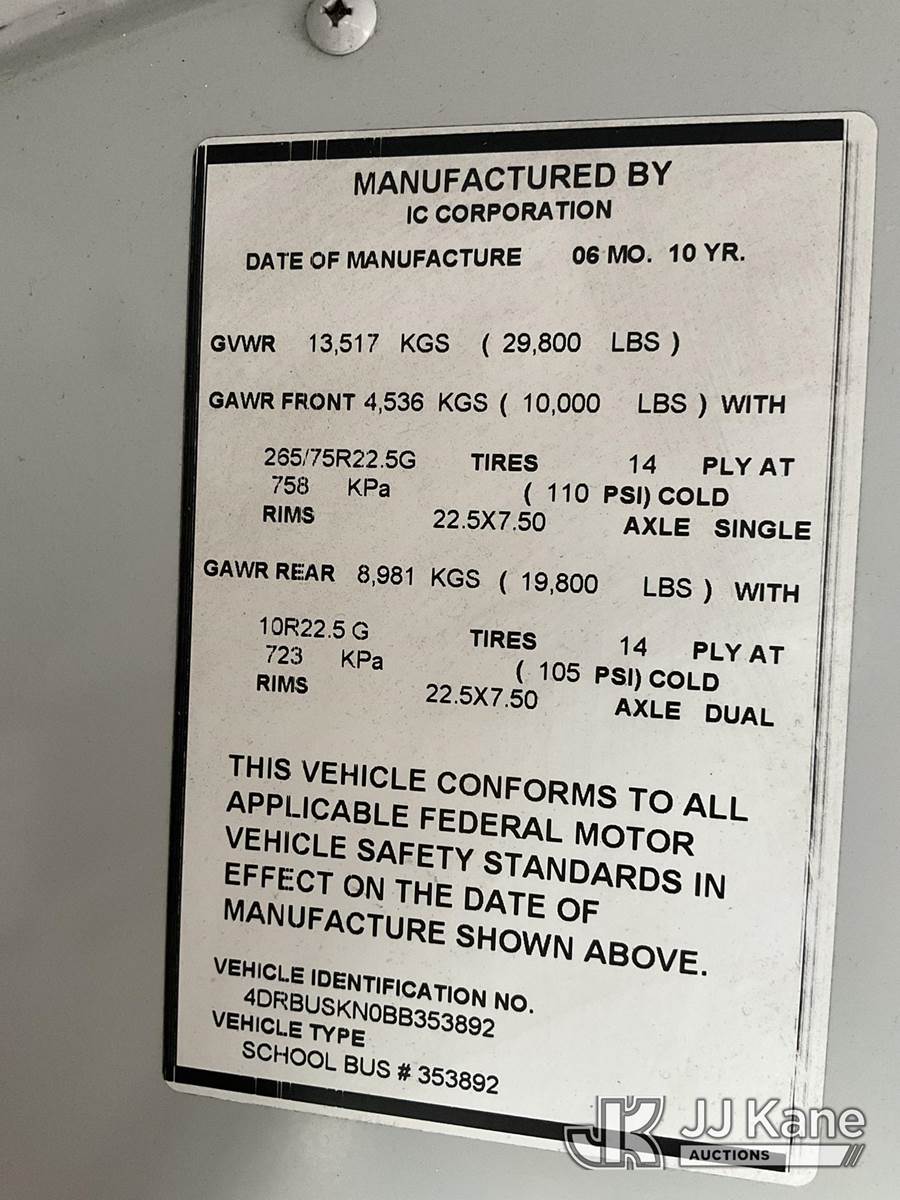 MANUFACTURED BY
IC CORPORATION
DATE OF MANUFACTURE 06 MO. 10 YR.
GVWR 13,517 KGS ( 29,800 LBS )
GAWR FRONT 4,536 KGS ( 10,000 LBS ) WITH
265/75R22.5G TIRES 14 PLY AT
758 KPa ( 110 PSI) COLD
RIMS 22.5X7.50 AXLE SINGLE
GAWR REAR 8,981 KGS ( 19,800 LBS ) WITH
10R22.5 G TIRES 14 PLY AT
723 KPa ( 105 PSI) COLD
RIMS 22.5X7.50 AXLE DUAL
THIS VEHICLE CONFORMS TO ALL
APPLICABLE FEDERAL MOTOR
VEHICLE SAFETY STANDARDS IN
EFFECT ON THE DATE OF
MANUFACTURE SHOWN ABOVE.
VEHICLE IDENTIFICATION NO.
4DRBUSKN0BB353892
VEHICLE TYPE
SCHOOL BUS # 353892
JK JJ Kane
AUCTIONS